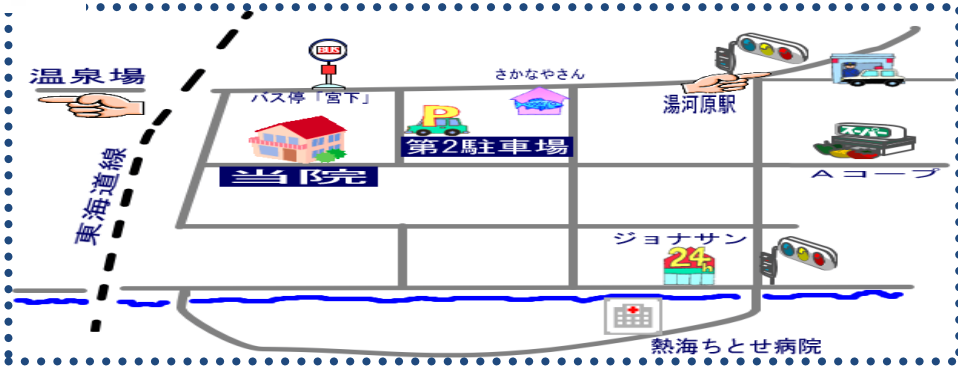 BUS
温泉場
さかなやさん
バス停「宮下」
湯河原駅
P
第2駐車場
スーパー
当院
Aコープ
東海道線
ジョナサン
24h
熱海ちとせ病院